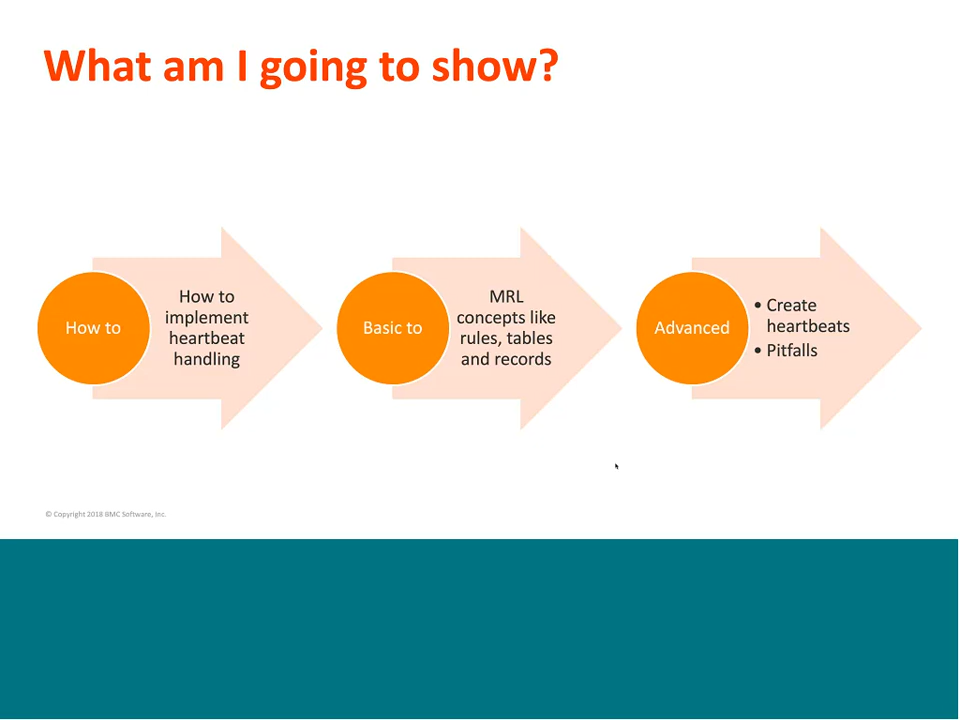 What am I going to show?
How to
How to
implement
heartbeat
handling
Basic to
MRL
concepts like
rules, tables
and records
Advanced
• Create
heartbeats
• Pitfalls
© Copyright 2018 BMC Software, Inc.